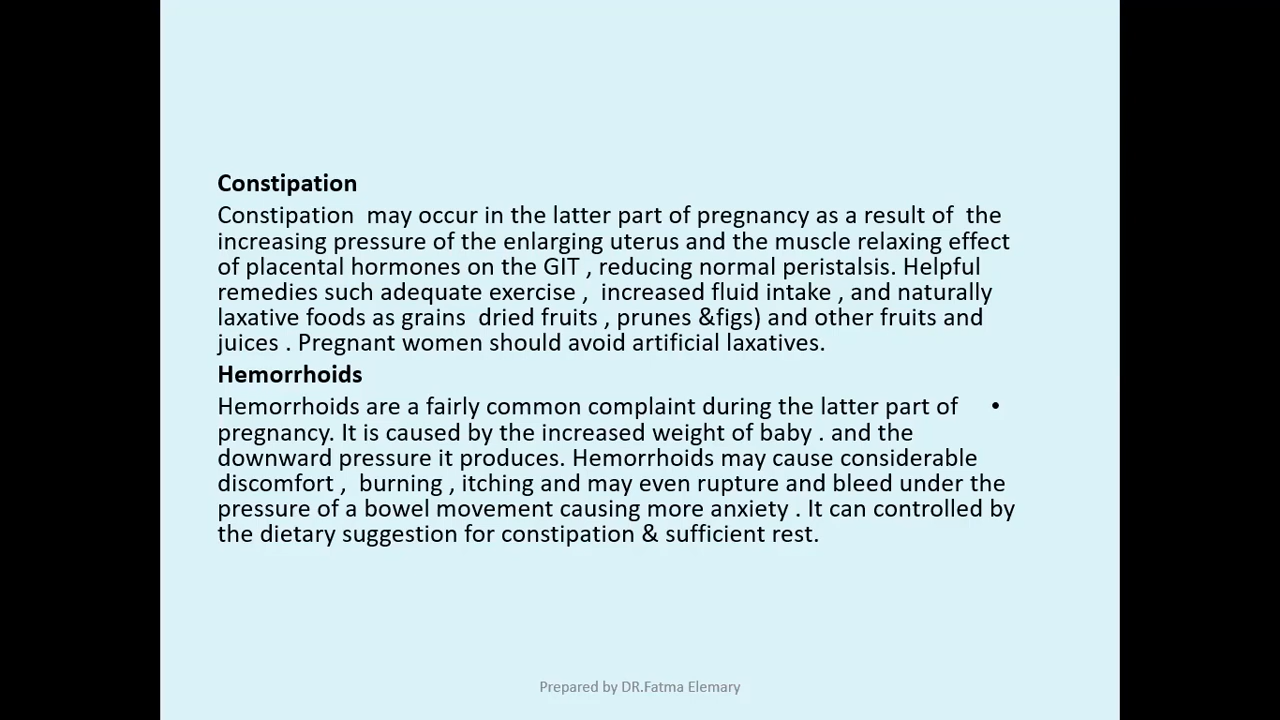 Constipation
Constipation  may occur in the latter part of pregnancy as a result of  the
increasing pressure of the enlarging uterus and the muscle relaxing effect
of placental hormones on the GIT , reducing normal peristalsis. Helpful
remedies such adequate exercise ,  increased fluid intake , and naturally
laxative foods as grains  dried fruits , prunes &figs) and other fruits and
juices . Pregnant women should avoid artificial laxatives.
Hemorrhoids
Hemorrhoids are a fairly common complaint during the latter part of •
pregnancy. It is caused by the increased weight of baby . and the
downward pressure it produces. Hemorrhoids may cause considerable
discomfort ,  burning , itching and may even rupture and bleed under the
pressure of a bowel movement causing more anxiety . It can controlled by
the dietary suggestion for constipation & sufficient rest.
Prepared by DR.Fatma Elemary